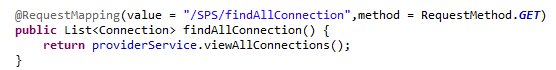 @RequestMapping(value = "/SPS/findAllConnection",method = RequestMethod.GET)
public List<Connection> findAllConnection() {
return providerService.viewAllConnections();
}